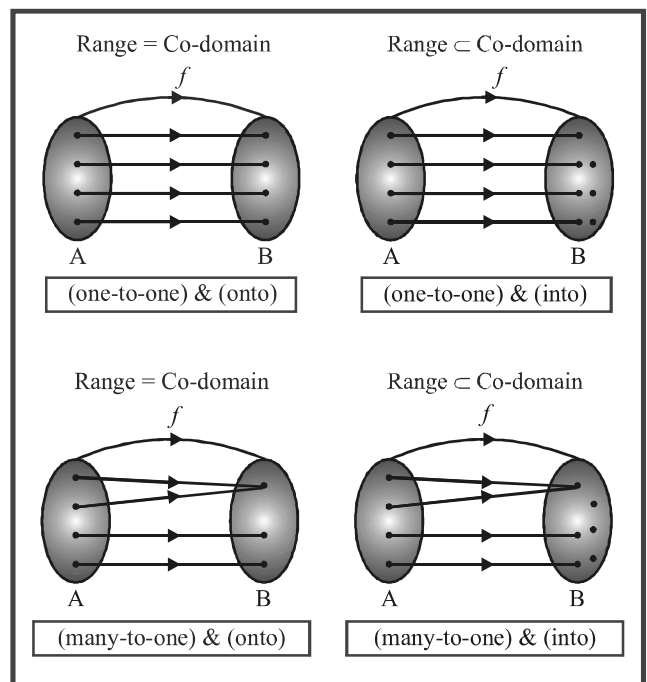 Range = Co-domain
f
A B
(one-to-one) & (onto)
Range ⊂ Co-domain
f
A B
(one-to-one) & (into)
Range = Co-domain
f
A B
(many-to-one) & (onto)
Range ⊂ Co-domain
f
A B
(many-to-one) & (into)